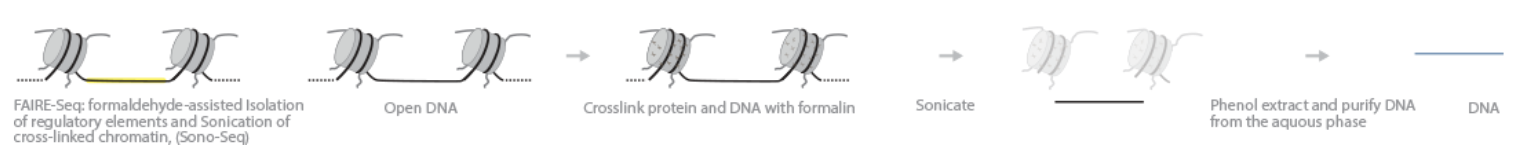 FAIRE-Seq: formaldehyde-assisted Isolation
of regulatory elements and Sonication of
cross-linked chromatin, (Sono-Seq)
Open DNA
Crosslink protein and DNA with formalin
Sonicate
Phenol extract and purify DNA
from the aquous phase
DNA